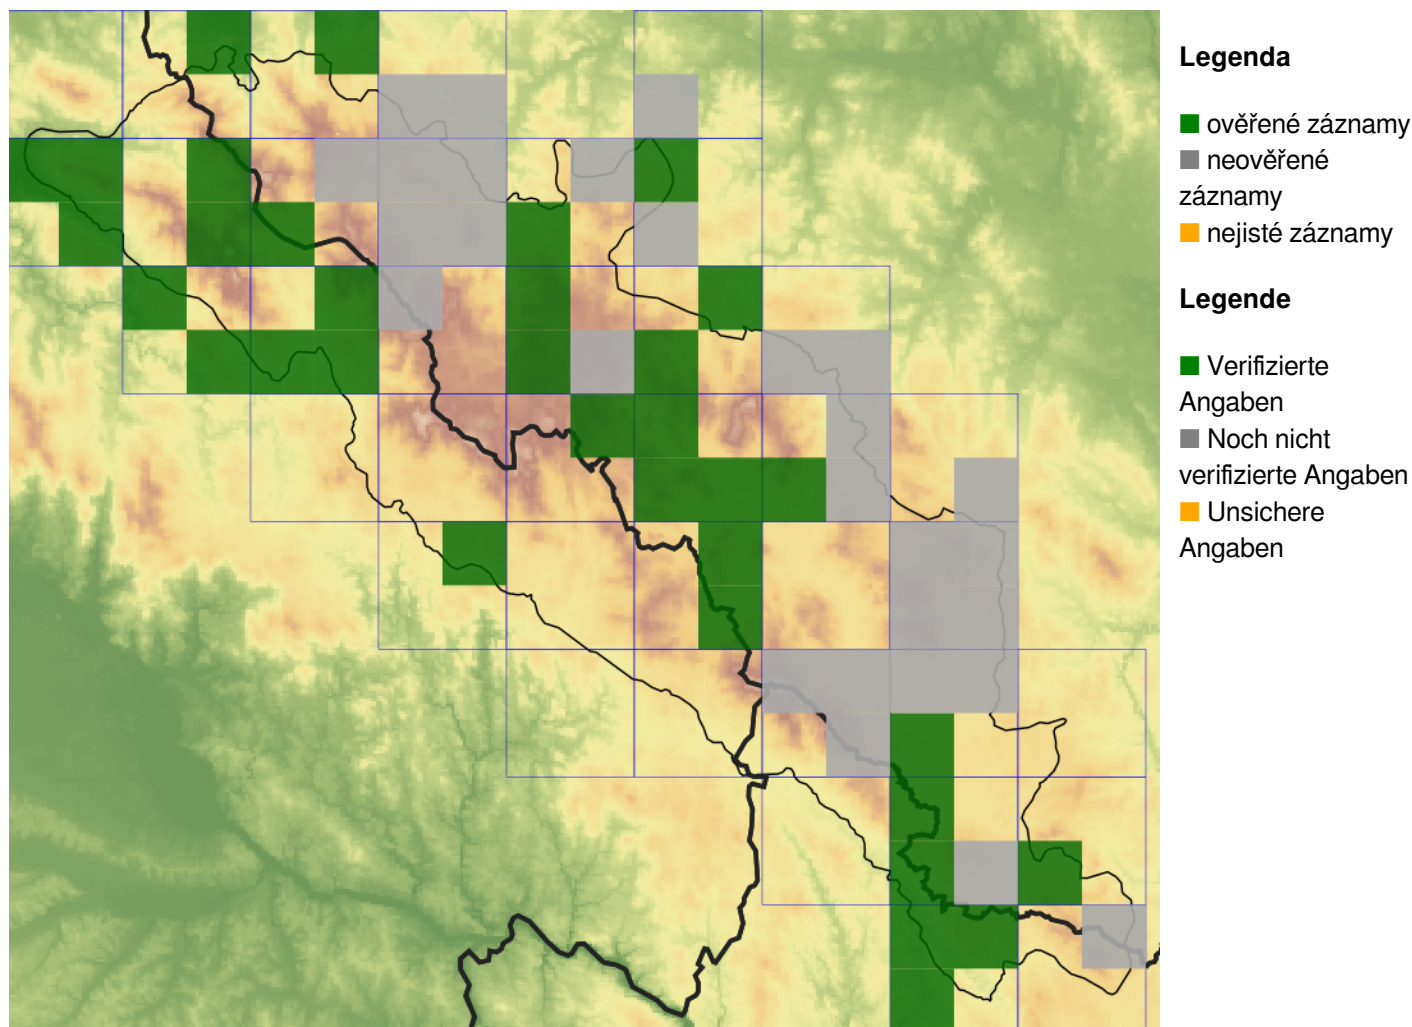 Legenda
ověřené záznamy
neověřené
záznamy
nejisté záznamy
Legende
Verifizierte
Angaben
Noch nicht
verifizierte Angaben
Unsichere
Angaben